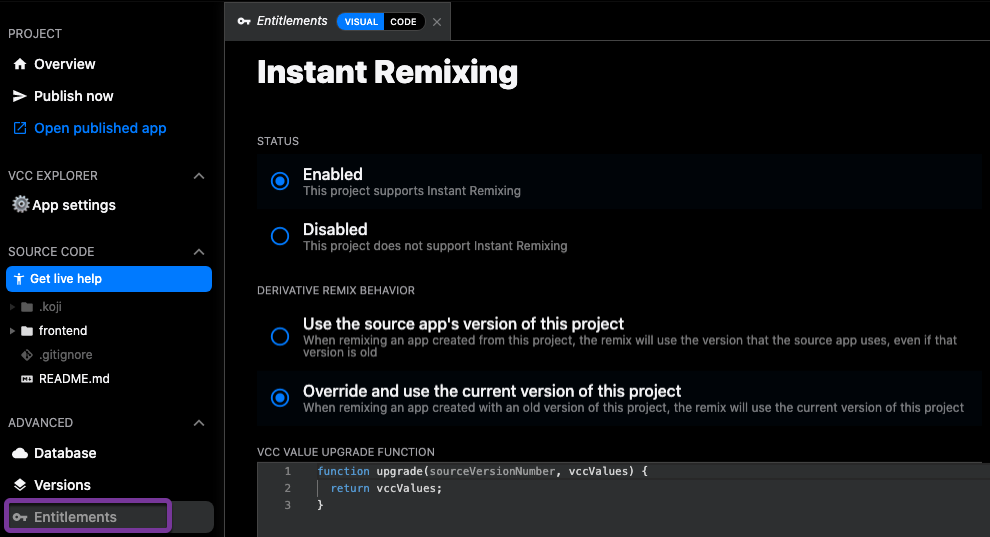 PROJECT
Overview
Publish now
Open published app
VCC EXPLORER
App settings
SOURCE CODE
Get live help
.koji
frontend
.gitignore
README.md
ADVANCED
Database
Versions
Entitlements
Entitlements VISUAL CODE
Instant Remixing
STATUS
Enabled
This project supports Instant Remixing
Disabled
This project does not support Instant Remixing
DERIVATIVE REMIX BEHAVIOR
Use the source app's version of this project
When remixing an app created from this project, the remix will use the version that the source app uses, even if that
version is old
Override and use the current version of this project
When remixing an app created with an old version of this project, the remix will use the current version of this project
VCC VALUE UPGRADE FUNCTION
1 function upgrade(sourceVersionNumber, vccValues) {
2 return vccValues;
3 }